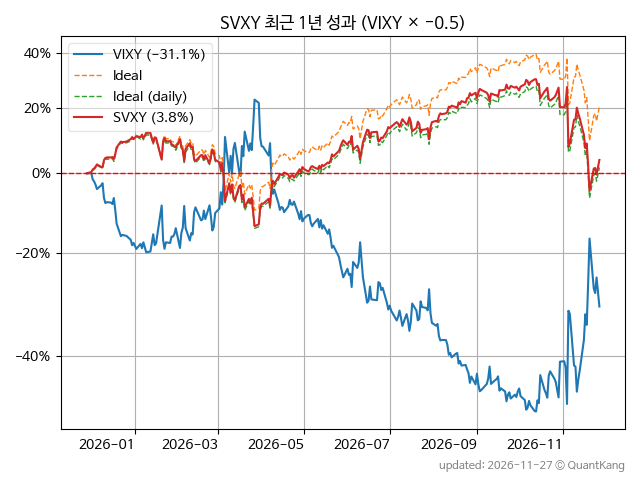 SVXY 최근 1년 성과 (VIXY × −0.5)
VIXY (−31.1%)
Ideal
Ideal (daily)
SVXY (3.8%)
40%
20%
0%
−20%
−40%
2026-01 2026-03 2026-05 2026-07 2026-09 2026-11
updated: 2026-11-27 © QuantKang